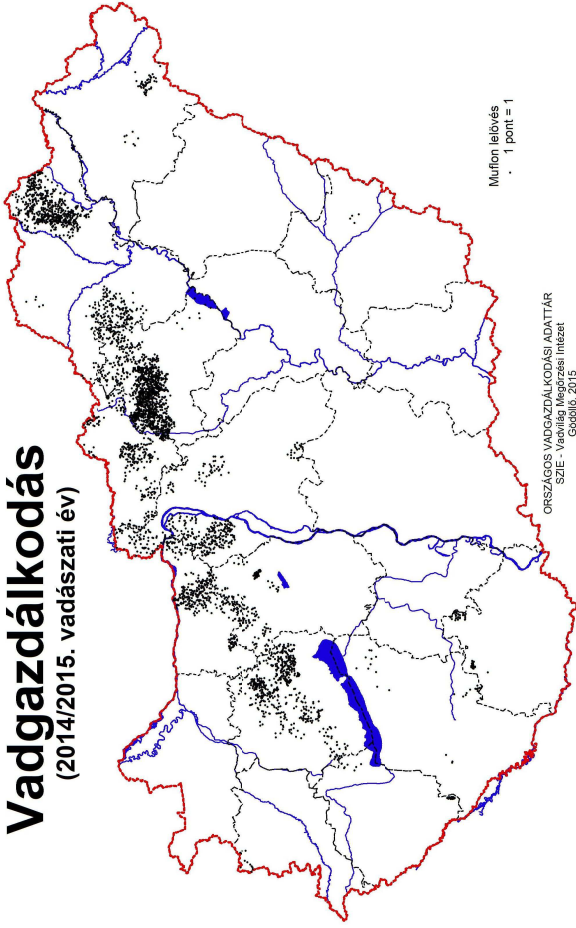 Vadgazdálkodás
(2014/2015. vadászati év)
Muflon lelövés
· 1 pont = 1
ORSZÁGOS VADGAZDÁLKODÁSI ADATTÁR
SZIE - Vadvilág Megőrzési Intézet
Gödöllő, 2015